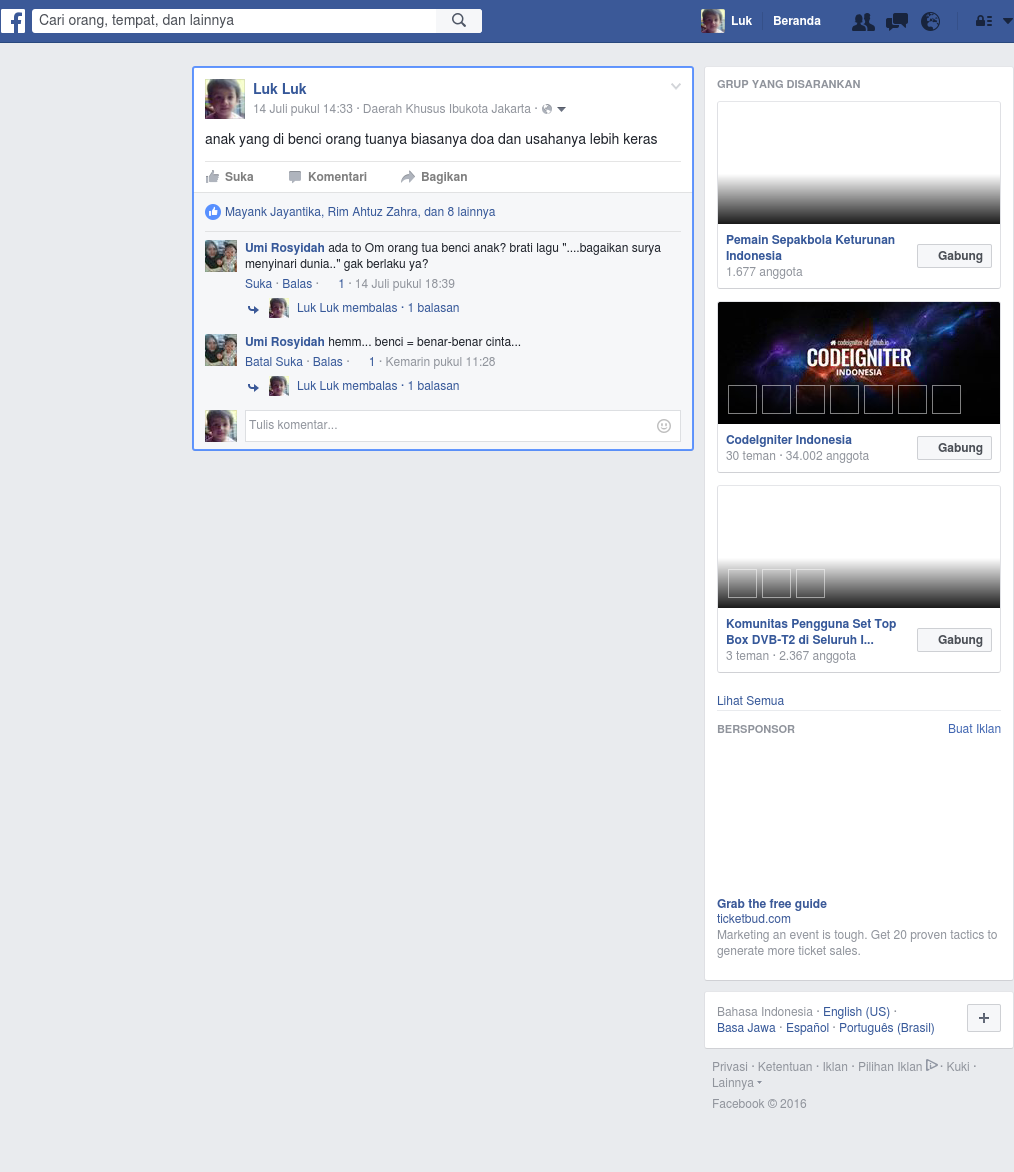 Cari orang, tempat, dan lainnya
Luk
Beranda
Luk Luk
14 Juli pukul 14:33 · Daerah Khusus Ibukota Jakarta ·
anak yang di benci orang tuanya biasanya doa dan usahanya lebih keras
Suka Komentari Bagikan
Mayank Jayantika, Rim Ahtuz Zahra, dan 8 lainnya
Umi Rosyidah ada to Om orang tua benci anak? brati lagu "....bagaikan surya
menyinari dunia.." gak berlaku ya?
Suka · Balas · 1 · 14 Juli pukul 18:39
Luk Luk membalas · 1 balasan
Umi Rosyidah hemm... benci = benar-benar cinta...
Batal Suka · Balas · 1 · Kemarin pukul 11:28
Luk Luk membalas · 1 balasan
Tulis komentar...
GRUP YANG DISARANKAN
Pemain Sepakbola Keturunan
Indonesia
1.677 anggota
Gabung
codeigniter-id.github.io
CODEIGNITER
INDONESIA
CodeIgniter Indonesia
30 teman · 34.002 anggota
Gabung
Komunitas Pengguna Set Top
Box DVB-T2 di Seluruh I...
3 teman · 2.367 anggota
Gabung
Lihat Semua
BERSPONSOR
Buat Iklan
Grab the free guide
ticketbud.com
Marketing an event is tough. Get 20 proven tactics to
generate more ticket sales.
Bahasa Indonesia · English (US) ·
Basa Jawa · Español · Português (Brasil)
Privasi · Ketentuan · Iklan · Pilihan Iklan · Kuki ·
Lainnya
Facebook © 2016